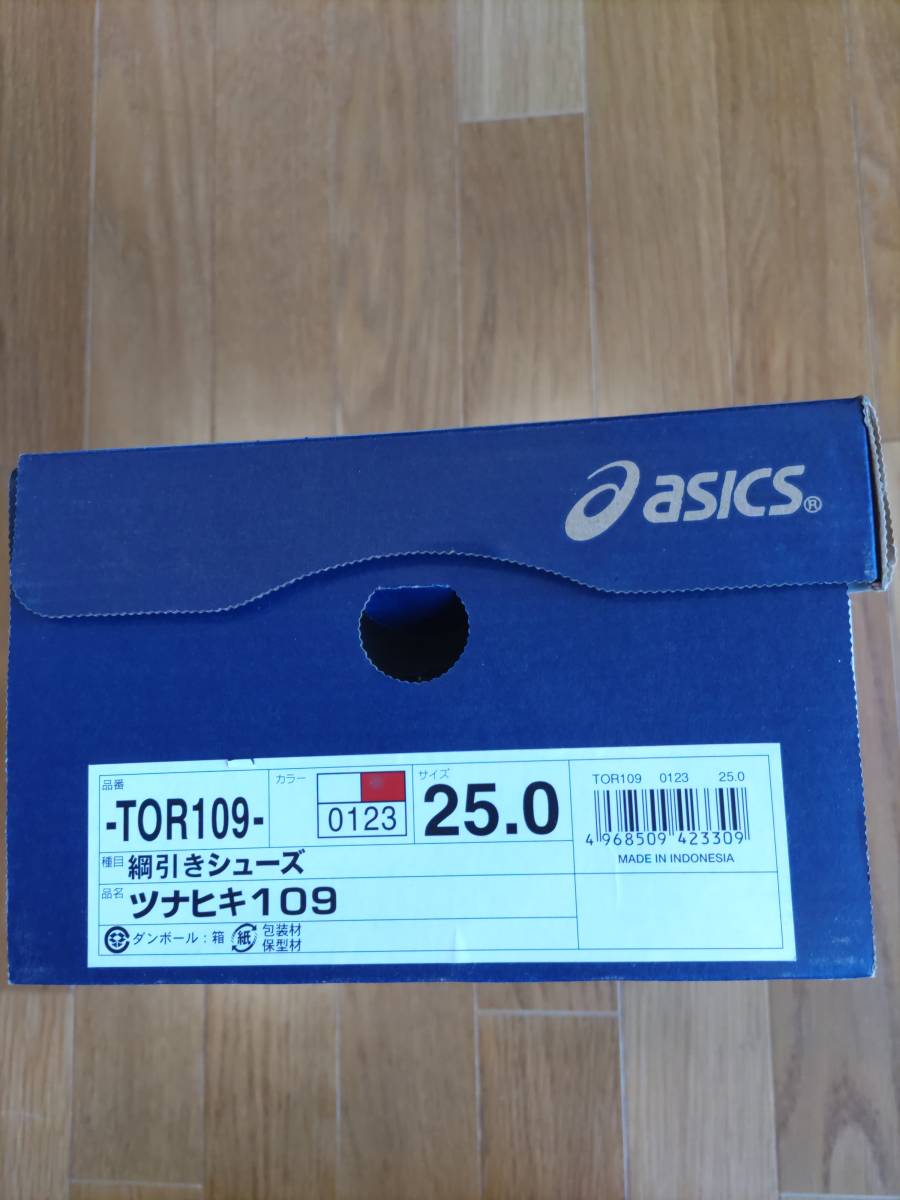 asics®
品番
-TOR109-
カラー
0123
サイズ
25.0
種目 綱引きシューズ
品名 ツナヒキ109
ダンボール:箱 紙 包装材
保型材
TOR109 0123 25.0
4 968509 423309
MADE IN INDONESIA